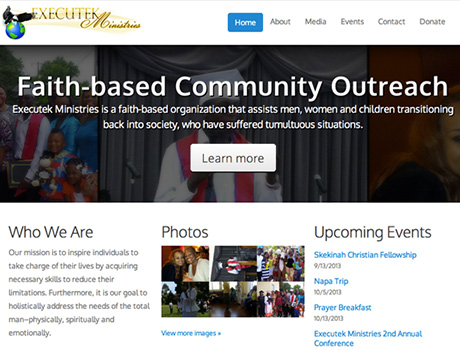 EXECUTEK
Ministries
Home About Media Events Contact Donate
Faith-based Community Outreach
Executek Ministries is a faith-based organization that assists men, women and children transitioning
back into society, who have suffered tumultuous situations.
Learn more
Who We Are
Our mission is to inspire individuals to
take charge of their lives by acquiring
necessary skills to reduce their
limitations. Furthermore, it is our goal to
holistically address the needs of the total
man–physically, spiritually and
emotionally.
Photos
View more images »
Upcoming Events
Skekinah Christian Fellowship
9/13/2013
Napa Trip
10/5/2013
Prayer Breakfast
10/13/2013
Executek Ministries 2nd Annual
Conference